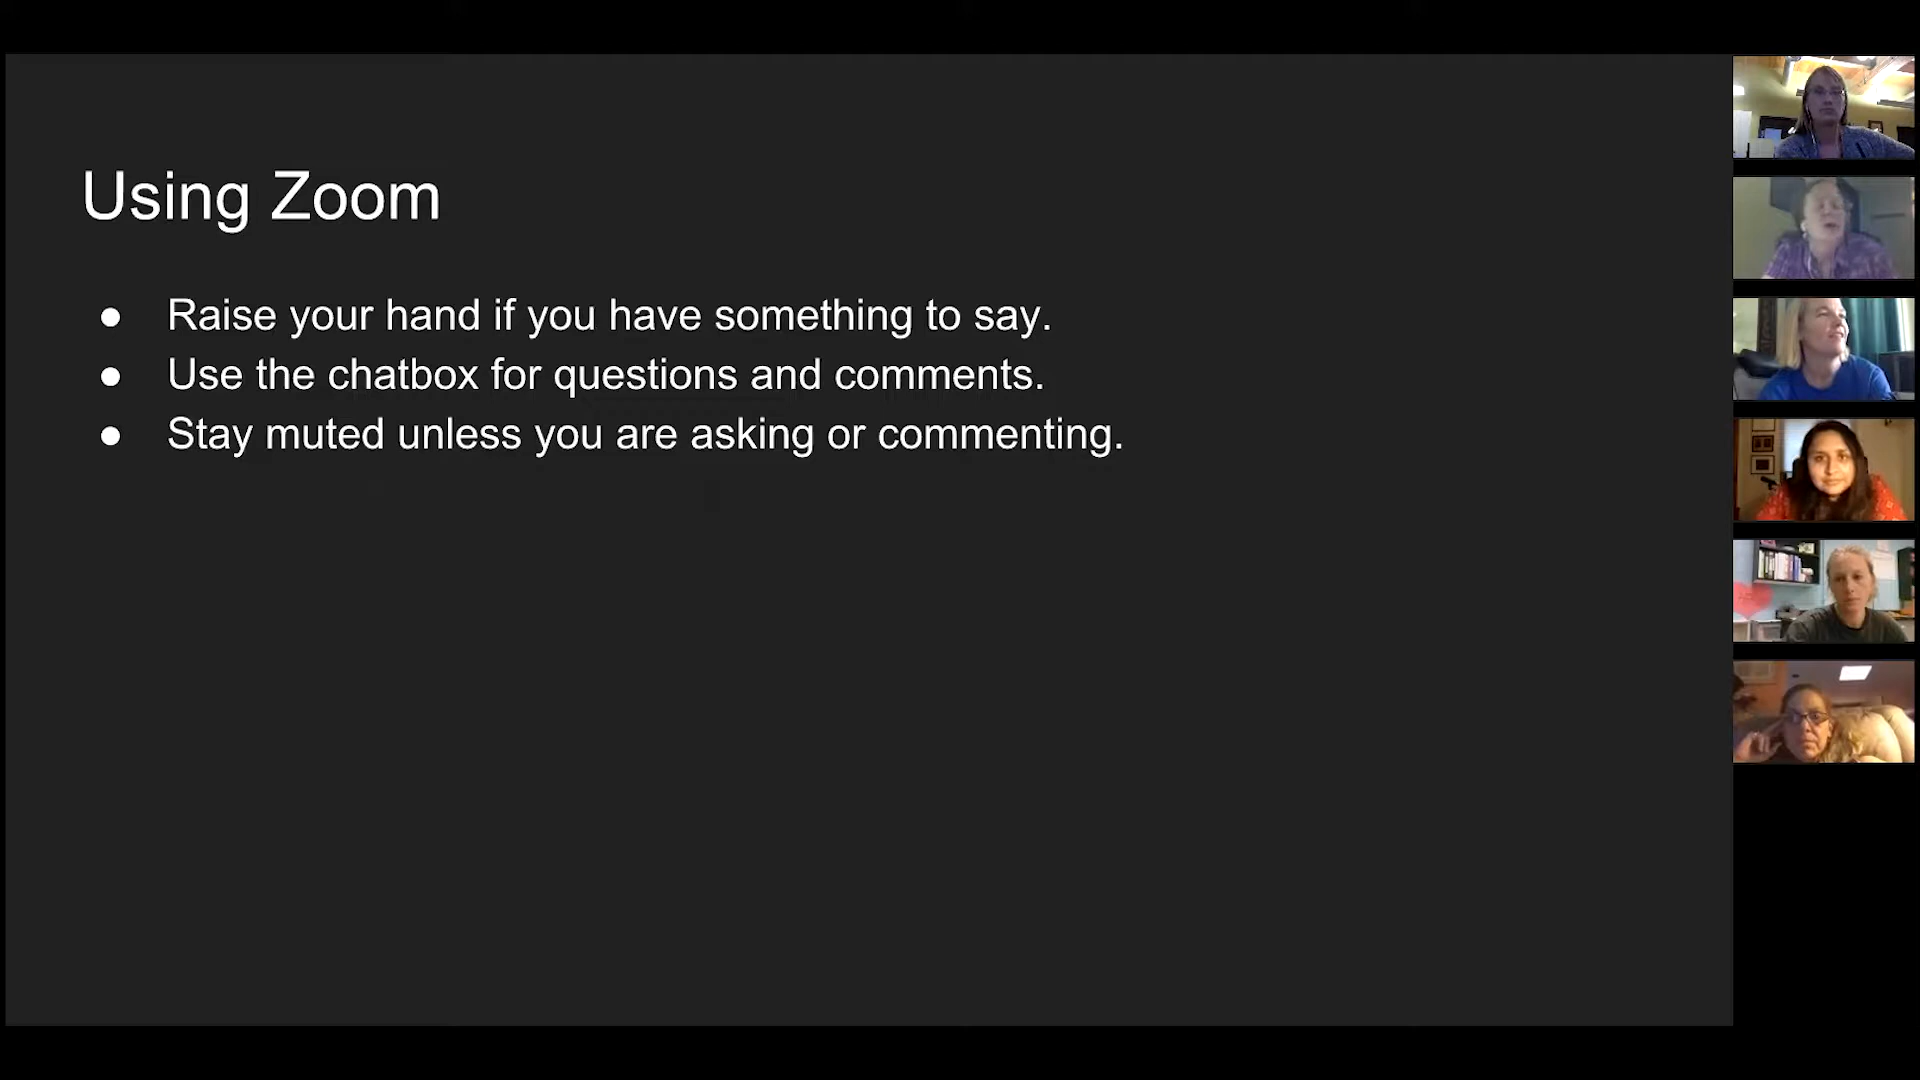 Using Zoom
● Raise your hand if you have something to say.
● Use the chatbox for questions and comments.
● Stay muted unless you are asking or commenting.